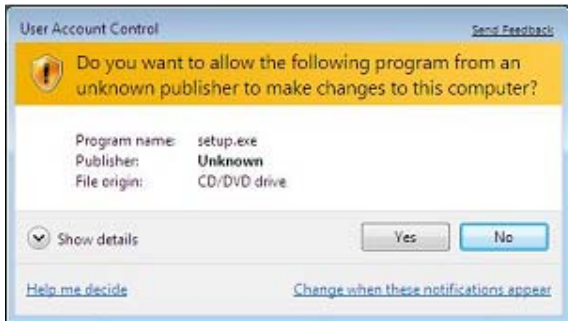 User Account Control
Send Feedback
Do you want to allow the following program from an
unknown publisher to make changes to this computer?
Program name: setup.exe
Publisher: Unknown
File origin: CD/DVD drive
Show details
Yes
No
Help me decide
Change when these notifications appear